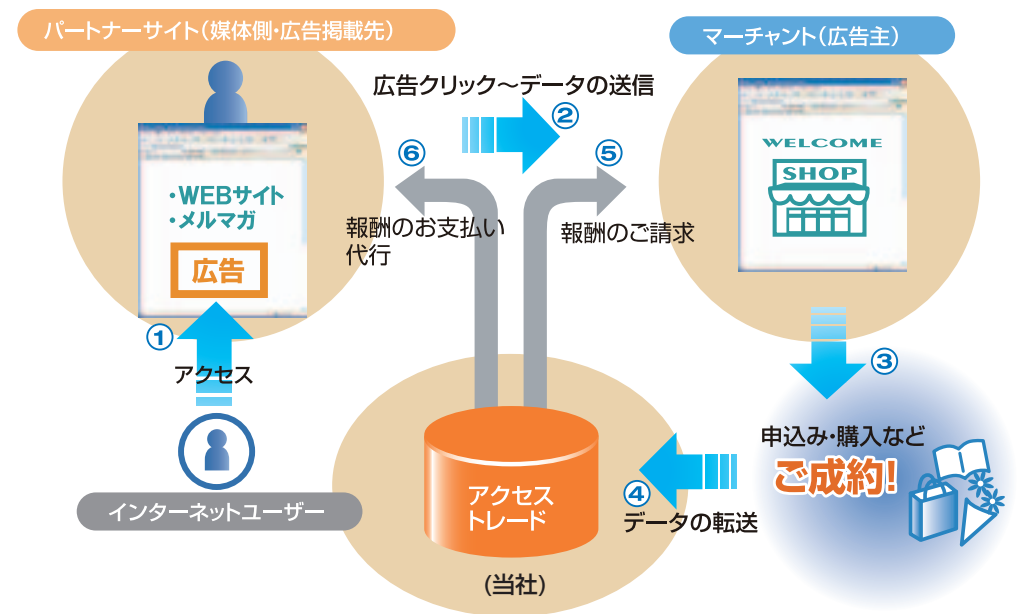 パートナーサイト（媒体側・広告掲載先）
マーチャント（広告主）
広告クリック～データの送信
②
⑥
⑤
WELCOME
SHOP
・WEBサイト
・メルマガ
広告
報酬のお支払い
代行
報酬のご請求
①
アクセス
③
申込み・購入など
ご成約!
アクセス
トレード
④
データの転送
インターネットユーザー
(当社)